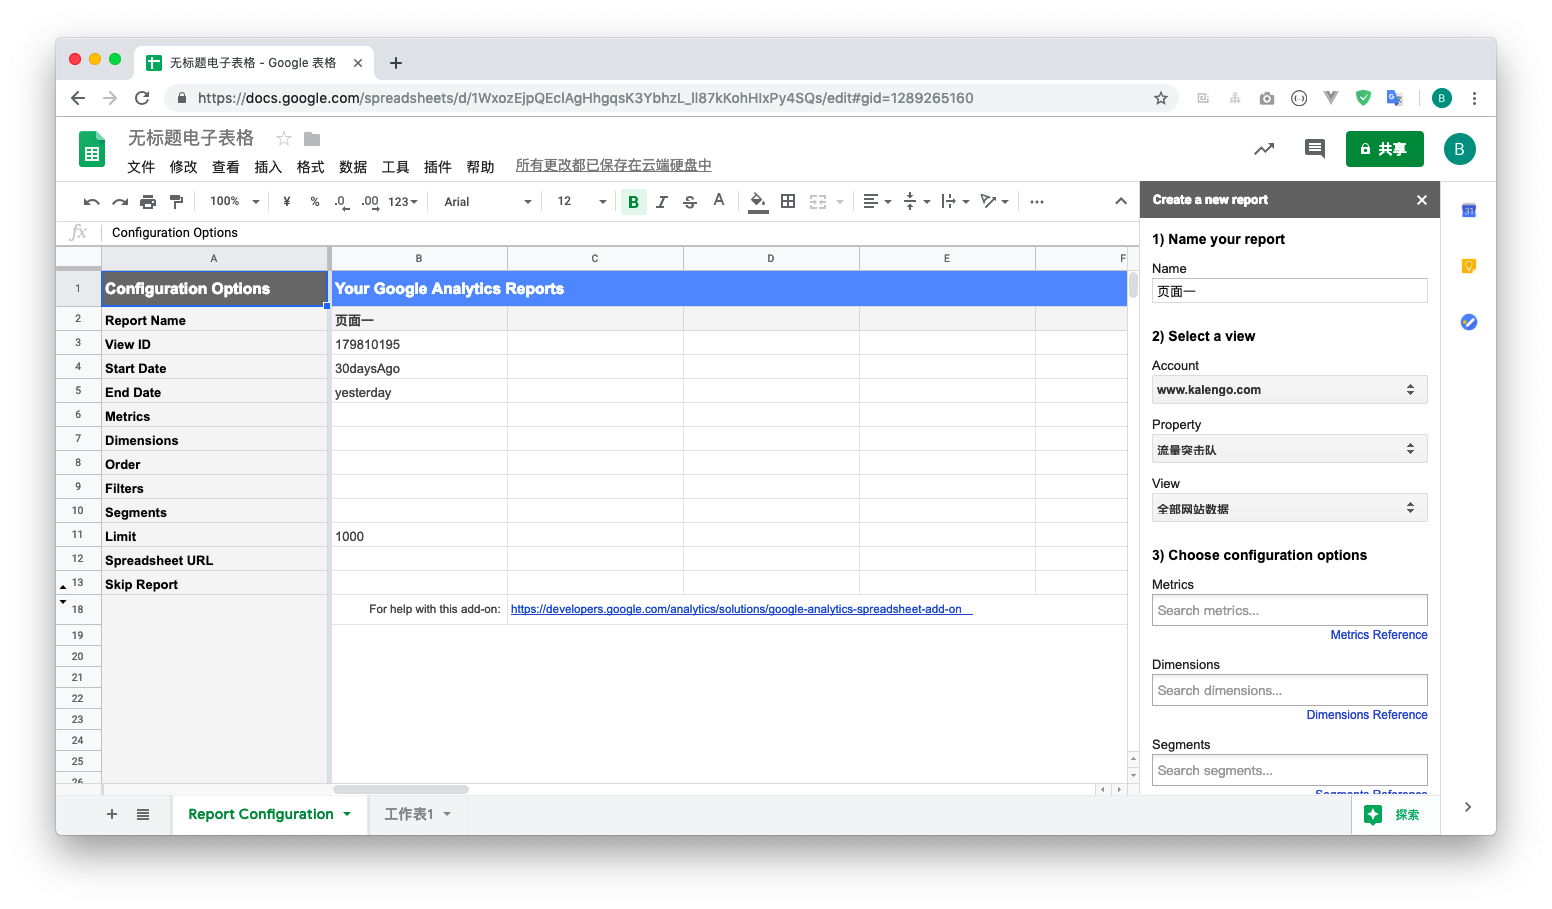 无标题电子表格 - Google 表格
https://docs.google.com/spreadsheets/d/1WxozEjpQEclAgHhgqsK3YbhzL_ll87kKohHIxPy4SQs/edit#gid=1289265160
B
无标题电子表格
文件 修改 查看 插入 格式 数据 工具 插件 帮助 所有更改都已保存在云端硬盘中
共享
B
100% ¥ % .0 .00 123 Arial 12 B I S A
fx Configuration Options
A B C D E F
1 Configuration Options Your Google Analytics Reports
2 Report Name 页面一
3 View ID 179810195
4 Start Date 30daysAgo
5 End Date yesterday
6 Metrics
7 Dimensions
8 Order
9 Filters
10 Segments
11 Limit 1000
12 Spreadsheet URL
13 Skip Report
18 For help with this add-on: https://developers.google.com/analytics/solutions/google-analytics-spreadsheet-add-on
19
20
21
22
23
24
25
26
Report Configuration 工作表1
探索
Create a new report
1) Name your report
Name
页面一
2) Select a view
Account
www.kalengo.com
Property
流量突击队
View
全部网站数据
3) Choose configuration options
Metrics
Search metrics...
Metrics Reference
Dimensions
Search dimensions...
Dimensions Reference
Segments
Search segments...
Segments Reference
31